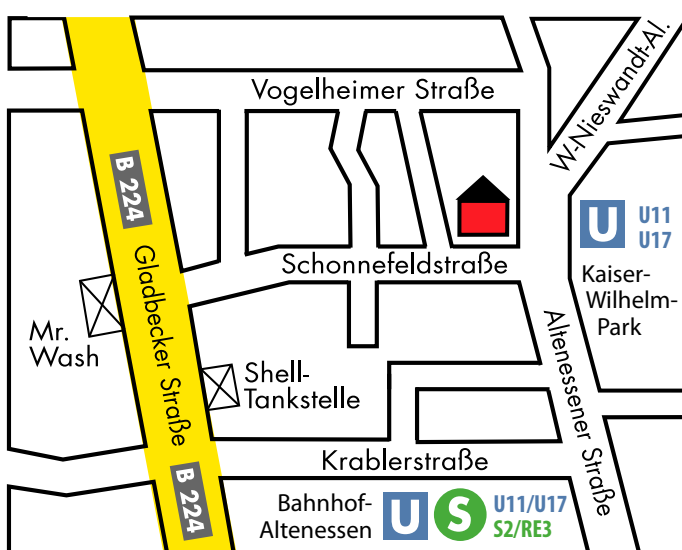 Vogelheimer Straße
W.-Nieswandt-Al.
B 224
U
U11
U17
Kaiser-
Wilhelm-
Park
Schonnefeldstraße
Gladbecker Straße
Mr.
Wash
Shell-
Tankstelle
Altenessener Straße
Krablerstraße
B 224
Bahnhof-
Altenessen
U
S
U11/U17
S2/RE3